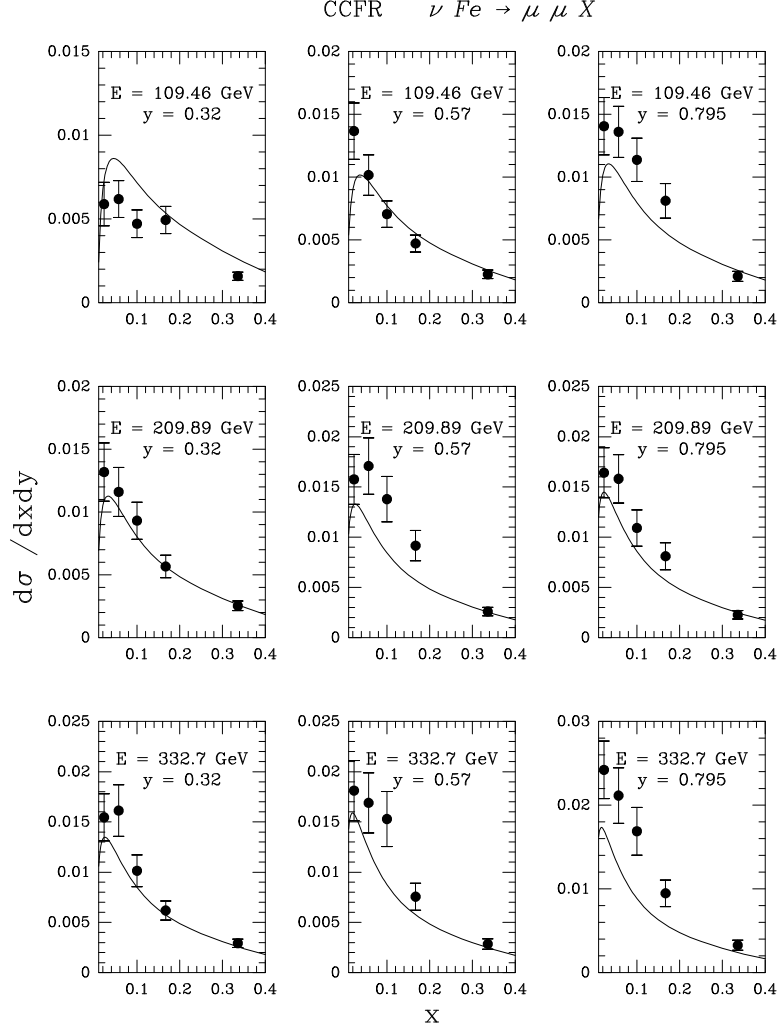 CCFR ν Fe → μ μ X
dσ /dxdy
0.015
0.01
0.005
0
E = 109.46 GeV
y = 0.32
0.1 0.2 0.3 0.4
0.02
0.015
0.01
0.005
0
E = 109.46 GeV
y = 0.57
0.1 0.2 0.3 0.4
0.02
0.015
0.01
0.005
0
E = 109.46 GeV
y = 0.795
0.1 0.2 0.3 0.4
0.02
0.015
0.01
0.005
0
E = 209.89 GeV
y = 0.32
0.1 0.2 0.3 0.4
0.025
0.02
0.015
0.01
0.005
0
E = 209.89 GeV
y = 0.57
0.1 0.2 0.3 0.4
0.025
0.02
0.015
0.01
0.005
0
E = 209.89 GeV
y = 0.795
0.1 0.2 0.3 0.4
0.025
0.02
0.015
0.01
0.005
0
E = 332.7 GeV
y = 0.32
0.1 0.2 0.3 0.4
0.025
0.02
0.015
0.01
0.005
0
E = 332.7 GeV
y = 0.57
0.1 0.2 0.3 0.4
0.03
0.02
0.01
0
E = 332.7 GeV
y = 0.795
0.1 0.2 0.3 0.4
x